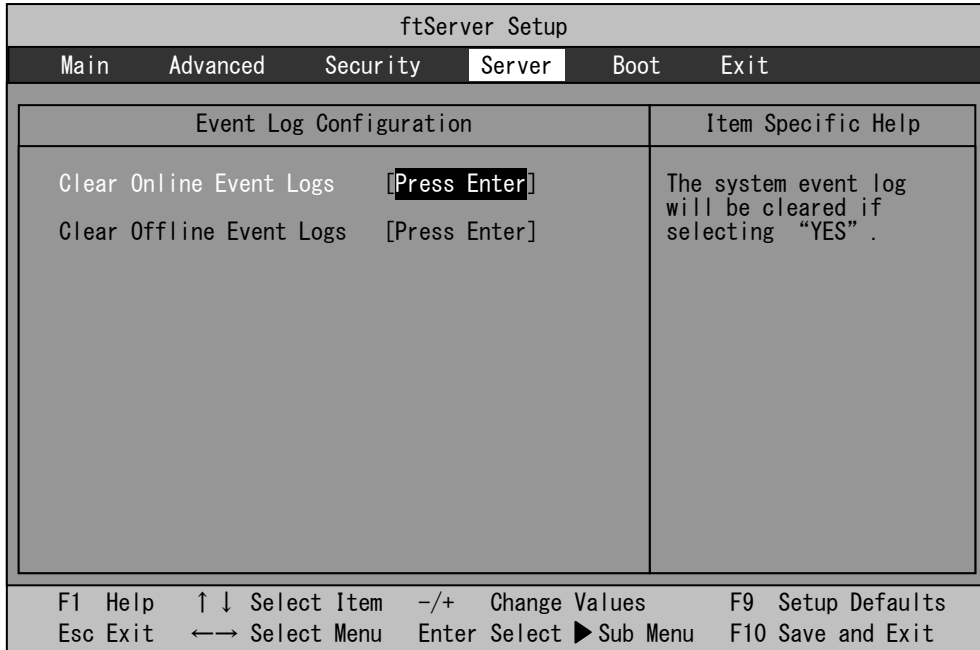 ftServer Setup
Main Advanced Security Server Boot Exit
Event Log Configuration
Item Specific Help
Clear Online Event Logs [Press Enter]
Clear Offline Event Logs [Press Enter]
The system event log
will be cleared if
selecting “YES”.
F1 Help ↑↓ Select Item -/+ Change Values F9 Setup Defaults
Esc Exit ←→ Select Menu Enter Select ▶ Sub Menu F10 Save and Exit